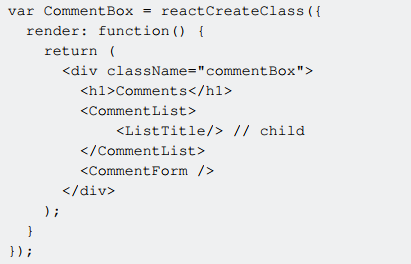 var CommentBox = reactCreateClass({
  render: function() {
    return (
      <div className="commentBox">
        <h1>Comments</h1>
        <CommentList>
            <ListTitle/> // child
        </CommentList>
        <CommentForm />
      </div>
    );
  }
});